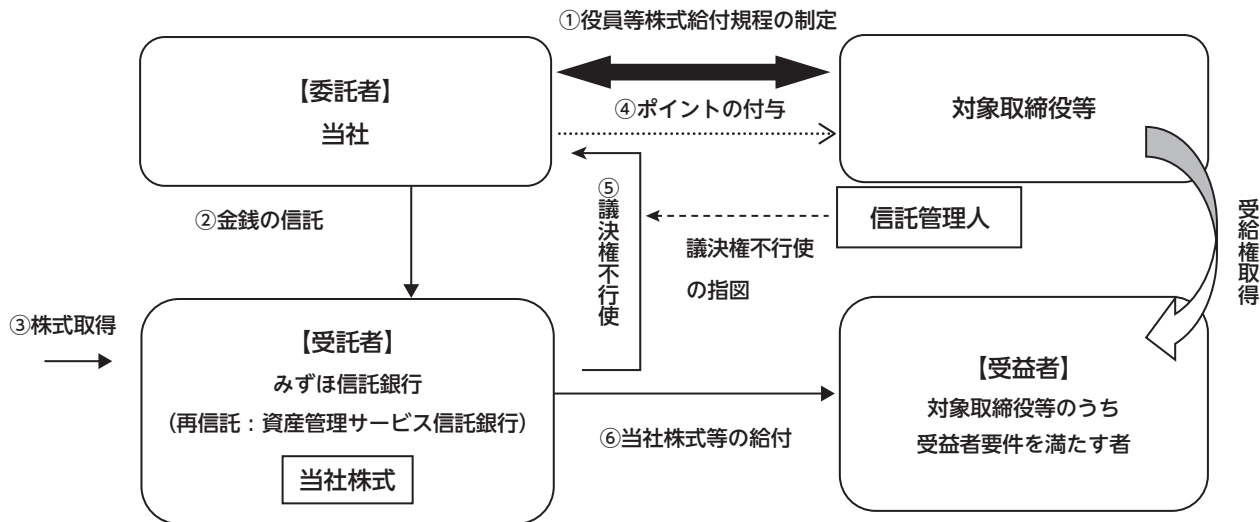 ①役員等株式給付規程の制定
【委託者】
当社
④ポイントの付与
対象取締役等
②金銭の信託
⑤議決権不行使
信託管理人
議決権不行使
の指図
受給権取得
③株式取得
【受託者】
みずほ信託銀行
(再信託:資産管理サービス信託銀行)
当社株式
⑥当社株式等の給付
【受益者】
対象取締役等のうち
受益者要件を満たす者